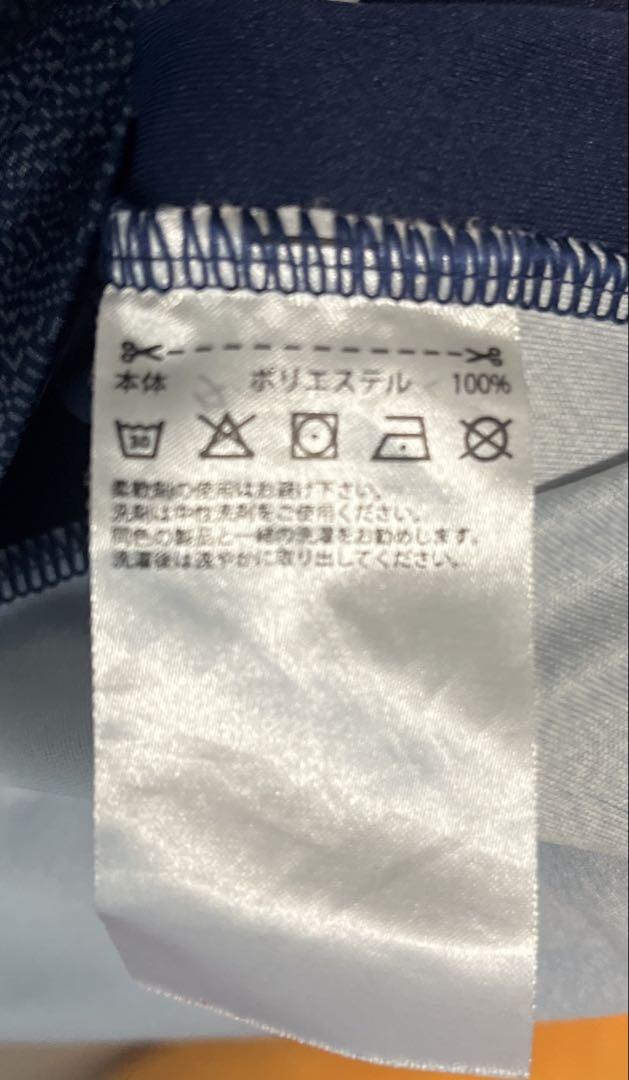 本体 ポリエステル 100%
30
柔軟剤の使用はお避け下さい。
洗剤は中性洗剤をご使用ください。
同色の製品と一緒の洗濯をお勧めします。
洗濯後は速やかに取り出してください。